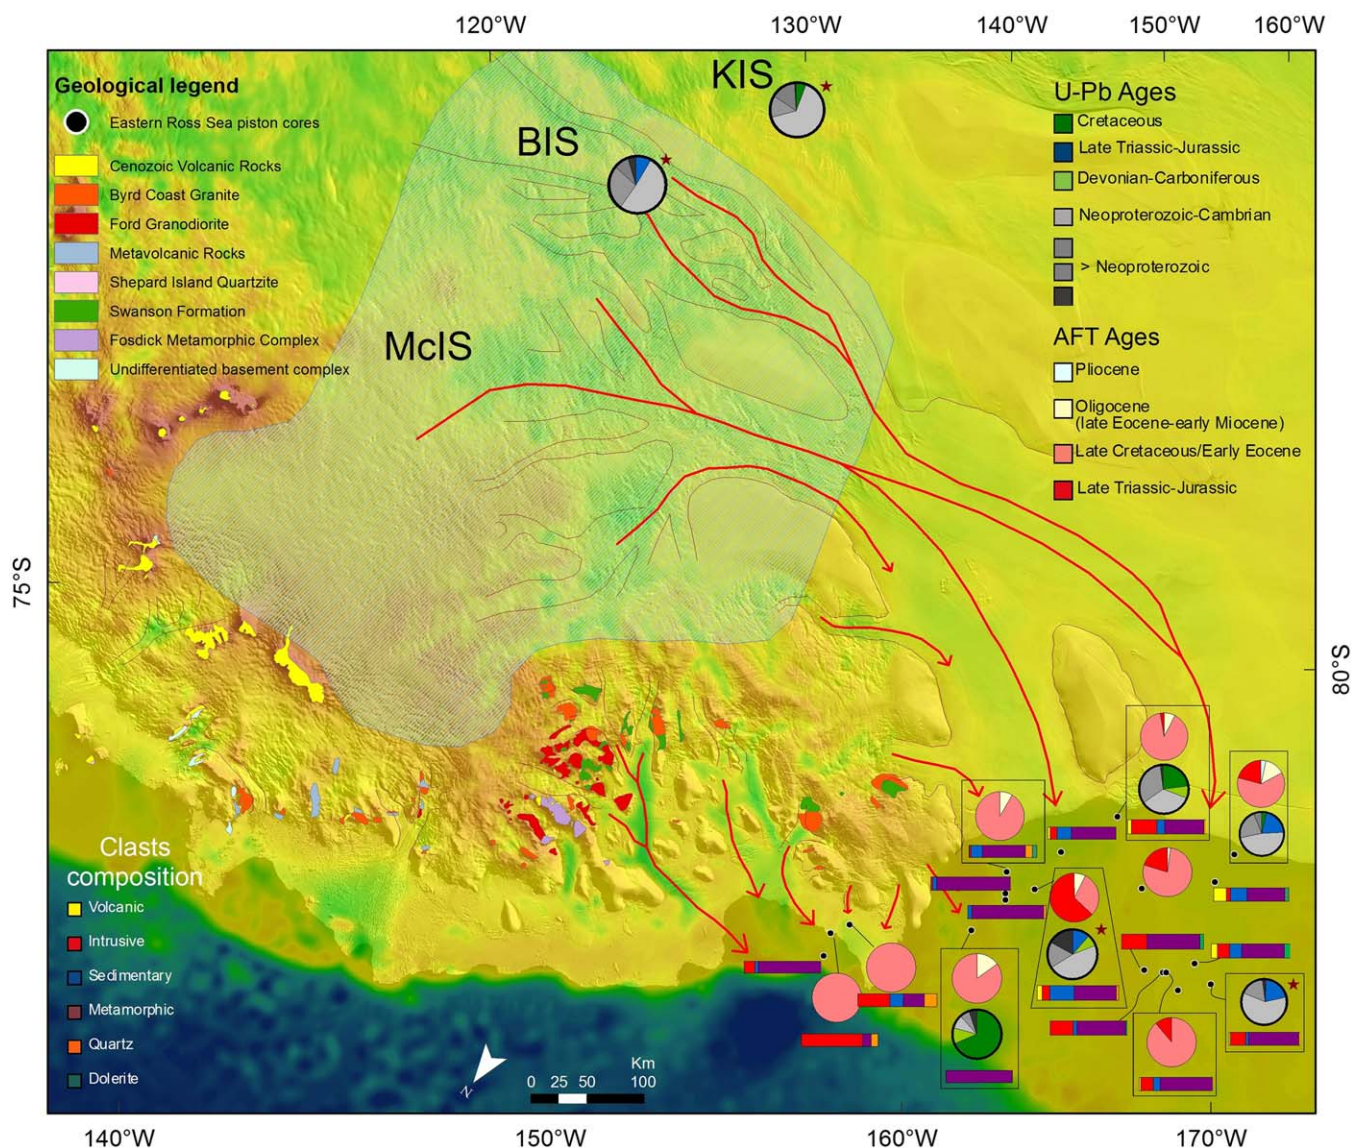 120°W 130°W 140°W 150°W 160°W
KIS
BIS
McIS
Geological legend
Eastern Ross Sea piston cores
Cenozoic Volcanic Rocks
Byrd Coast Granite
Ford Granodiorite
Metavolcanic Rocks
Shepard Island Quartzite
Swanson Formation
Fosdick Metamorphic Complex
Undifferentiated basement complex
U-Pb Ages
Cretaceous
Late Triassic-Jurassic
Devonian-Carboniferous
Neoproterozoic-Cambrian
> Neoproterozoic
AFT Ages
Pliocene
Oligocene
(late Eocene-early Miocene)
Late Cretaceous/Early Eocene
Late Triassic-Jurassic
75°S
80°S
Clasts
composition
Volcanic
Intrusive
Sedimentary
Metamorphic
Quartz
Dolerite
N
Km
0 25 50 100
140°W 150°W 160°W 170°W